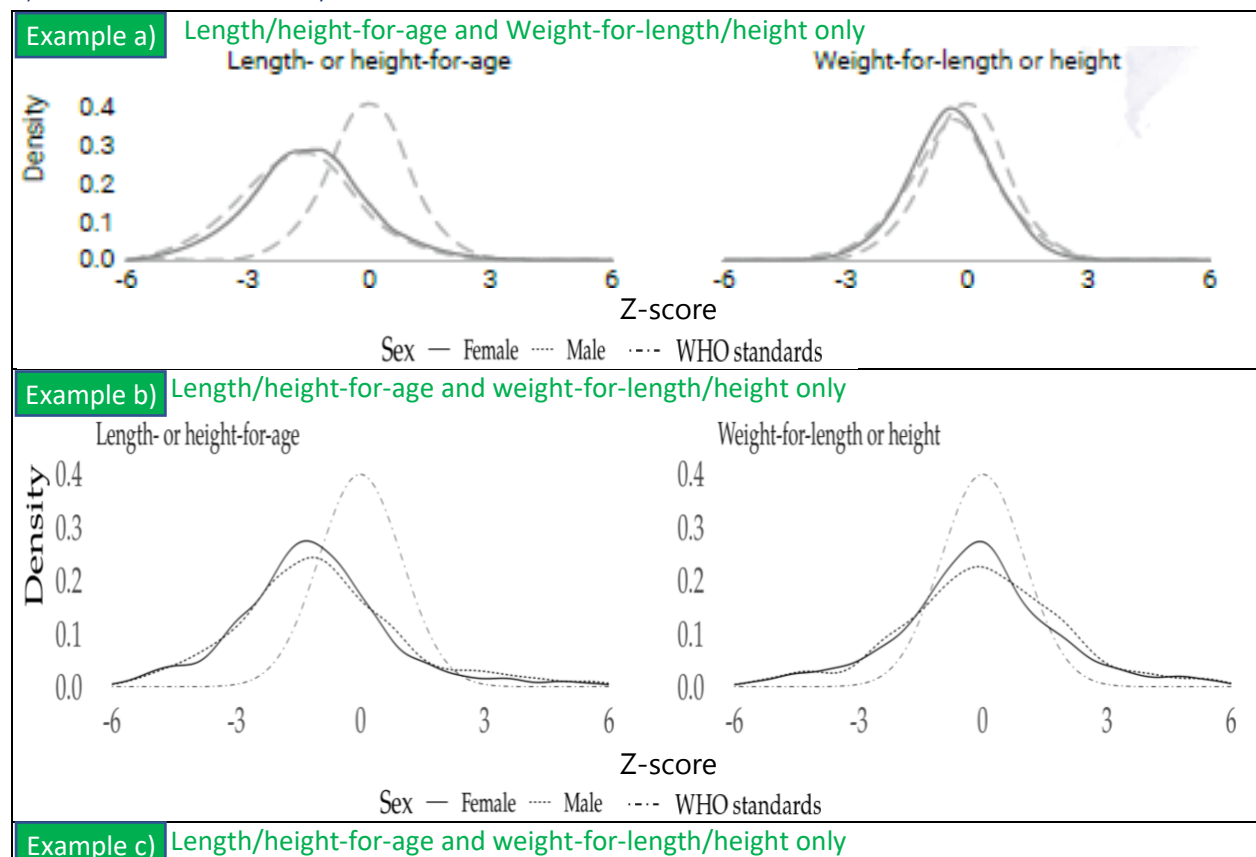 Example a) Length/height-for-age and Weight-for-length/height only
Length- or height-for-age Weight-for-length or height
Density
0.4
0.3
0.2
0.1
0.0
-6 -3 0 3 6 -3 0 3 6
Z-score
Sex — Female ····· Male ·-·- WHO standards
Example b) Length/height-for-age and weight-for-length/height only
Length- or height-for-age Weight-for-length or height
Density
0.4 0.4
0.3 0.3
0.2 0.2
0.1 0.1
0.0 0.0
-6 -3 0 3 6 -6 -3 0 3 6
Z-score
Sex — Female ····· Male ·-·- WHO standards
Example c) Length/height-for-age and weight-for-length/height only